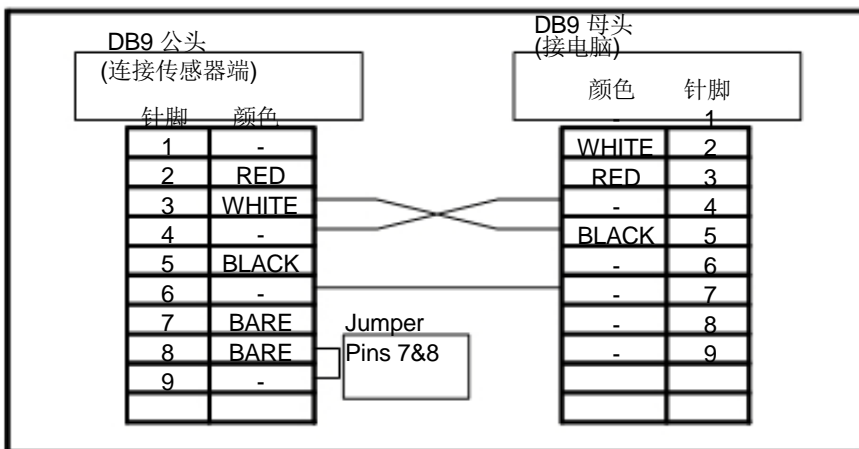 DB9 公头
(连接传感器端)
针脚 颜色
1 -
2 RED
3 WHITE
4 -
5 BLACK
6 -
7 BARE
8 BARE
9 -
Jumper
Pins 7&8
DB9 母头
(接电脑)
颜色 针脚
- 1
WHITE 2
RED 3
- 4
BLACK 5
- 6
- 7
- 8
- 9